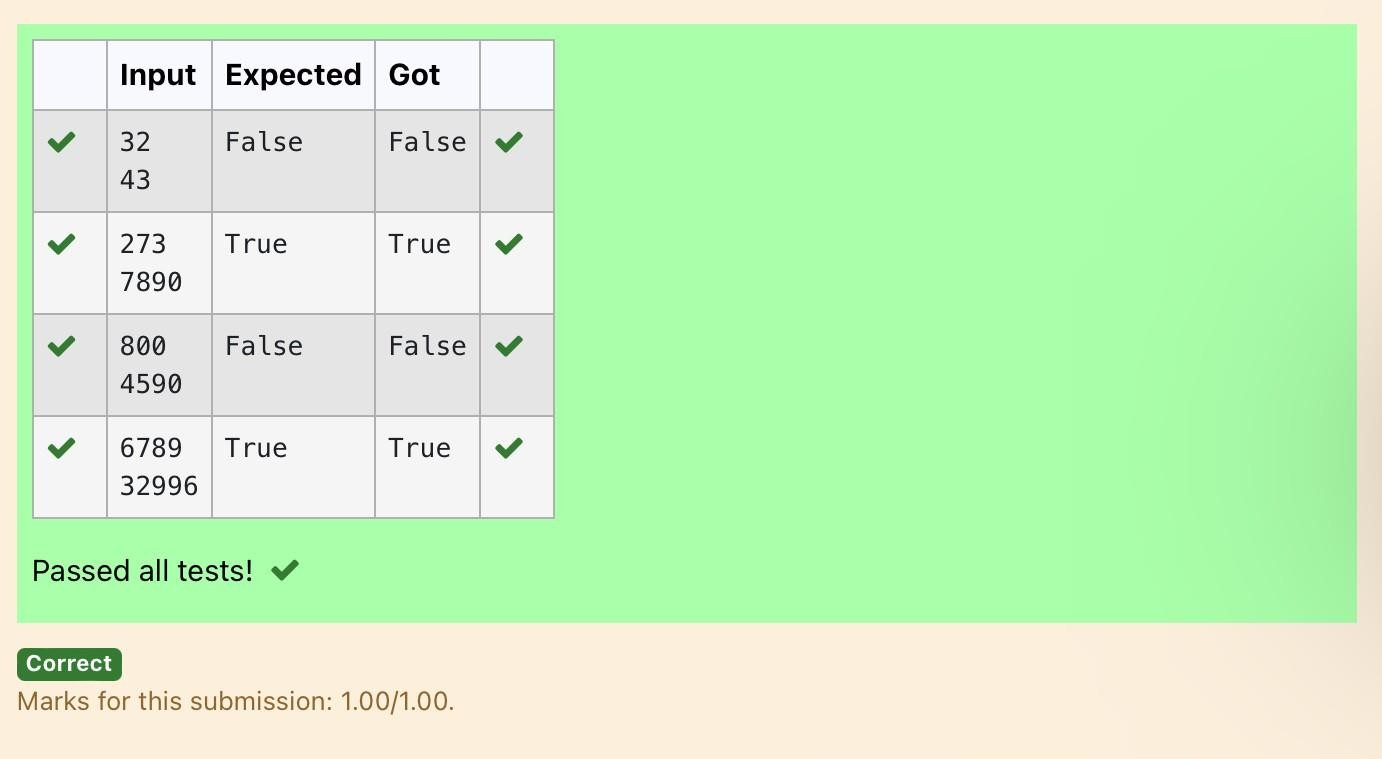 Input Expected Got
32 False False
43
273 True True
7890
800 False False
4590
6789 True True
32996
Passed all tests!
Correct
Marks for this submission: 1.00/1.00.